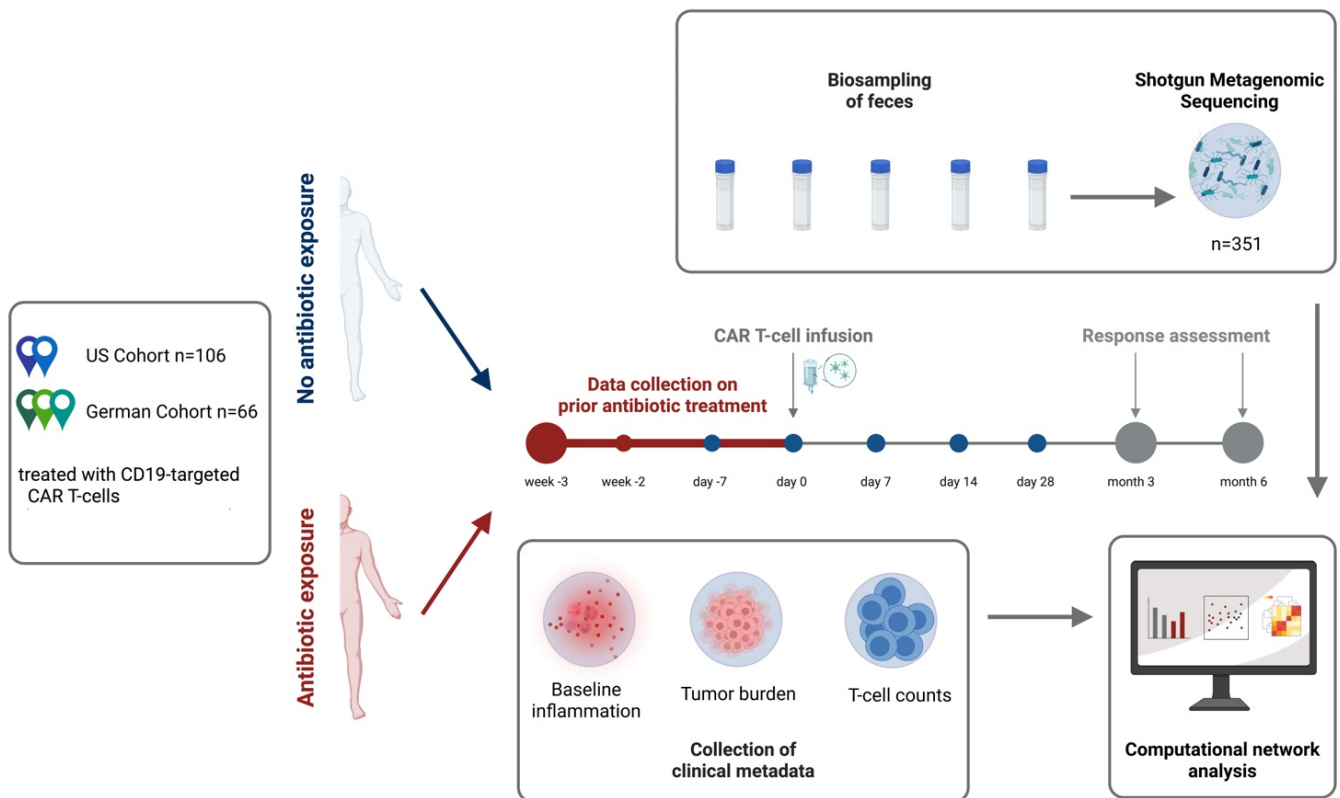 Biosampling
of feces
Shotgun Metagenomic
Sequencing
n=351
No antibiotic exposure
US Cohort n=106
German Cohort n=66
treated with CD19-targeted
CAR T-cells
CAR T-cell infusion
Response assessment
Data collection on
prior antibiotic treatment
week -3
week -2
day -7
day 0
day 7
day 14
day 28
month 3
month 6
Antibiotic exposure
Baseline
inflammation
Tumor burden
T-cell counts
Collection of
clinical metadata
Computational network
analysis